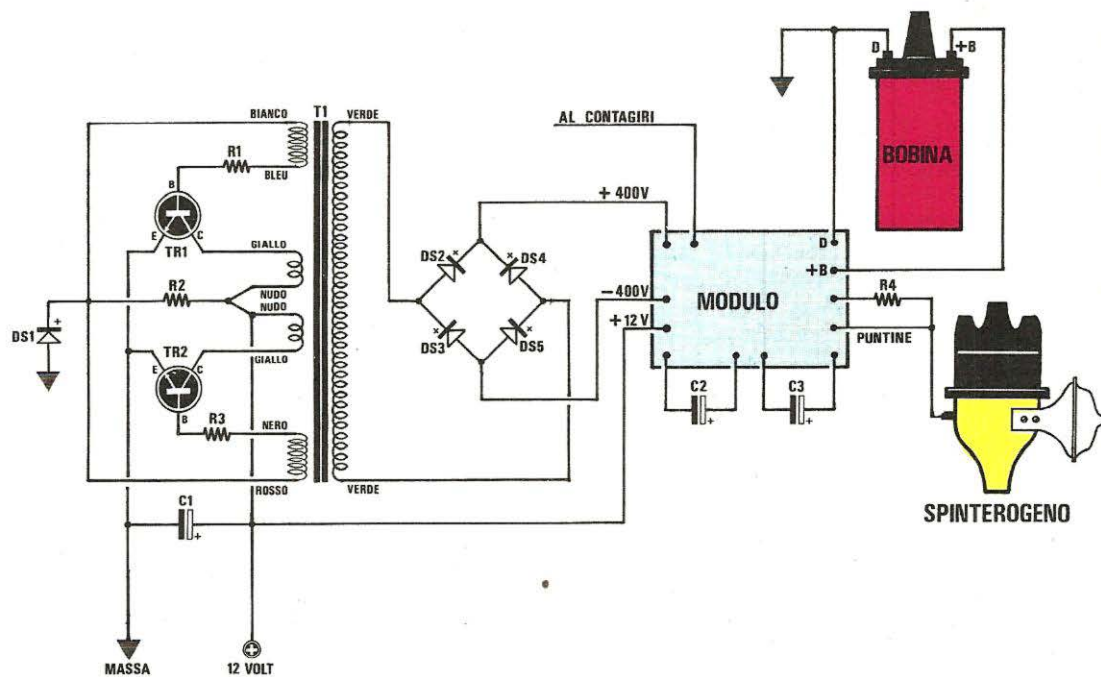 D
+B
BOBINA
T1
BIANCO
VERDE
AL CONTAGIRI
R1
BLEU
B
E
C
TR1
GIALLO
+ 400V
DS2
DS4
D
+B
R2
NUDO
NUDO
MODULO
R4
- 400V
+ 12 V
DS1
+
DS3
DS5
PUNTINE
TR2
GIALLO
E
C
B
R3
NERO
C2
+
C3
+
ROSSO
VERDE
C1
+
SPINTEROGENO
MASSA
+
12 VOLT